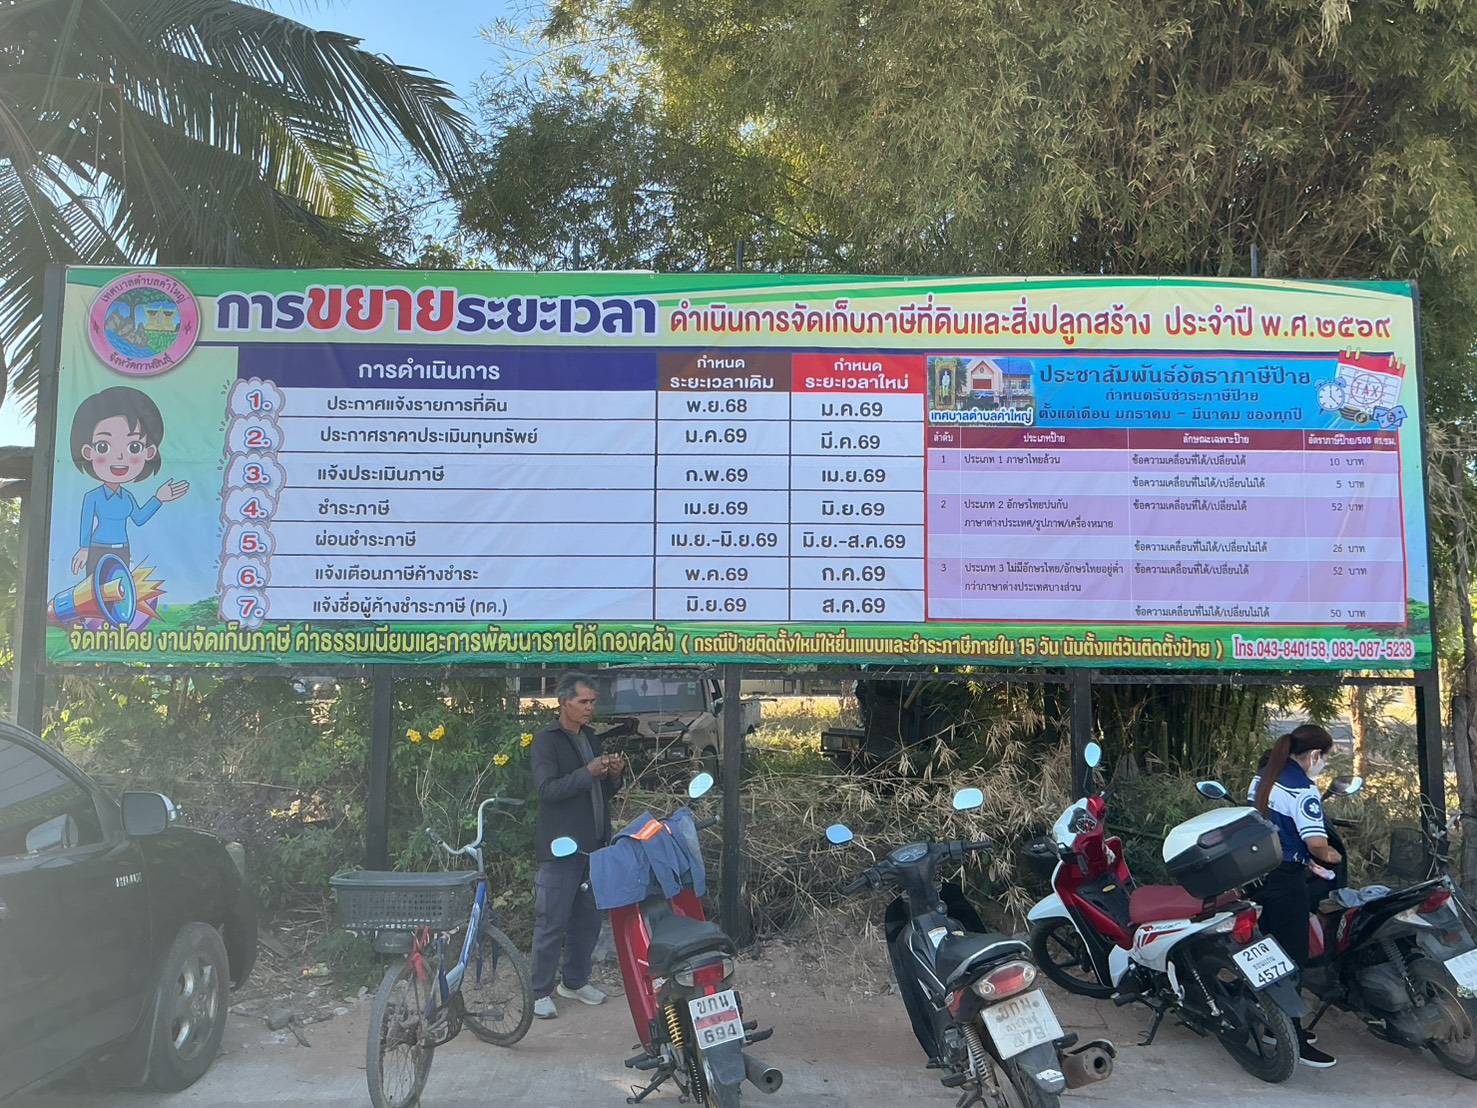 เทศบาลตำบลคำใหญ่
จังหวัดกาฬสินธุ์
การขยายระยะเวลา ดำเนินการจัดเก็บภาษีที่ดินและสิ่งปลูกสร้าง ประจำปี พ.ศ.๒๕๖๙
การดำเนินการ กำหนดระยะเวลาเดิม กำหนดระยะเวลาใหม่
1. ประกาศแจ้งรายการที่ดิน พ.ย.68 ม.ค.69
2. ประกาศราคาประเมินทุนทรัพย์ ม.ค.69 มี.ค.69
3. แจ้งประเมินภาษี ก.พ.69 เม.ย.69
4. ชำระภาษี เม.ย.69 มิ.ย.69
5. ผ่อนชำระภาษี เม.ย.-มิ.ย.69 มิ.ย.-ส.ค.69
6. แจ้งเตือนภาษีค้างชำระ พ.ค.69 ก.ค.69
7. แจ้งชื่อผู้ค้างชำระภาษี (ทด.) มิ.ย.69 ส.ค.69
เทศบาลตำบลคำใหญ่
ประชาสัมพันธ์อัตราภาษีป้าย
กำหนดรับชำระภาษีป้าย
ตั้งแต่เดือน มกราคม - มีนาคม ของทุกปี
TAX
ลำดับ ประเภทป้าย ลักษณะเฉพาะป้าย อัตราภาษีป้าย/500 ตร.ซม.
1 ประเภท 1 ภาษาไทยล้วน ข้อความเคลื่อนที่ได้/เปลี่ยนได้ 10 บาท
ข้อความเคลื่อนที่ไม่ได้/เปลี่ยนไม่ได้ 5 บาท
2 ประเภท 2 อักษรไทยปนกับ ข้อความเคลื่อนที่ได้/เปลี่ยนได้ 52 บาท
ภาษาต่างประเทศ/รูปภาพ/เครื่องหมาย
ข้อความเคลื่อนที่ไม่ได้/เปลี่ยนไม่ได้ 26 บาท
3 ประเภท 3 ไม่มีอักษรไทย/อักษรไทยอยู่ต่ำ ข้อความเคลื่อนที่ได้/เปลี่ยนได้ 52 บาท
กว่าภาษาต่างประเทศบางส่วน
ข้อความเคลื่อนที่ไม่ได้/เปลี่ยนไม่ได้ 50 บาท
จัดทำโดย งานจัดเก็บภาษี ค่าธรรมเนียมและการพัฒนารายได้ กองคลัง ( กรณีป้ายติดตั้งใหม่ให้ยื่นแบบและชำระภาษีภายใน 15 วัน นับตั้งแต่วันติดตั้งป้าย ) โทร.043-840158, 083-087-5238
ขกน
694
2กล
ขอนแก่น
4577